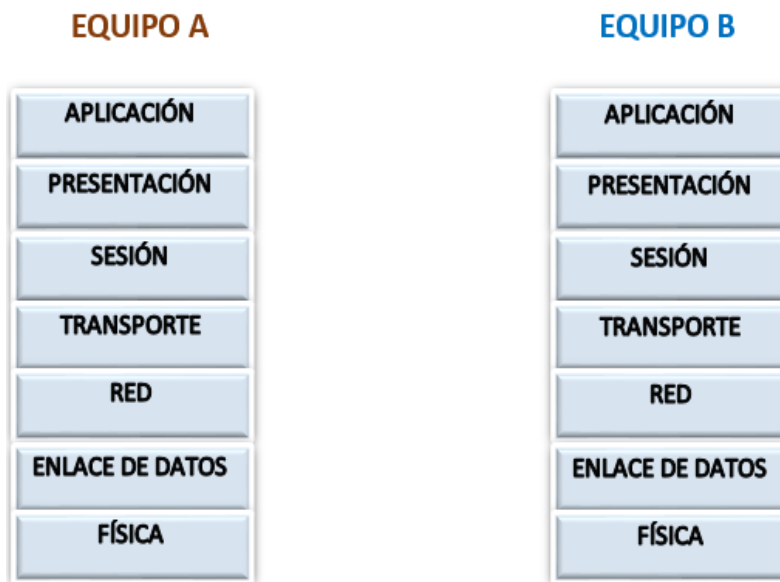 EQUIPO A
APLICACIÓN
PRESENTACIÓN
SESIÓN
TRANSPORTE
RED
ENLACE DE DATOS
FÍSICA
EQUIPO B
APLICACIÓN
PRESENTACIÓN
SESIÓN
TRANSPORTE
RED
ENLACE DE DATOS
FÍSICA